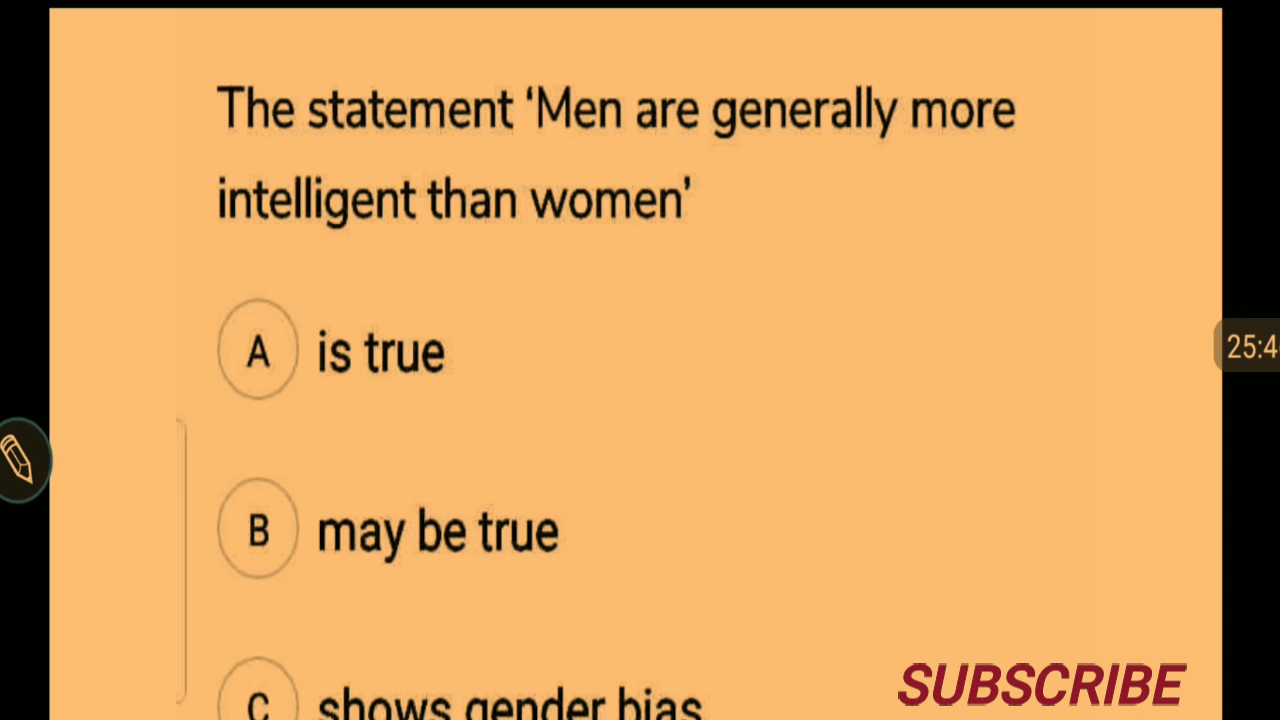 The statement ‘Men are generally more
intelligent than women’
A is true
25:4
B may be true
C shows gender bias
SUBSCRIBE